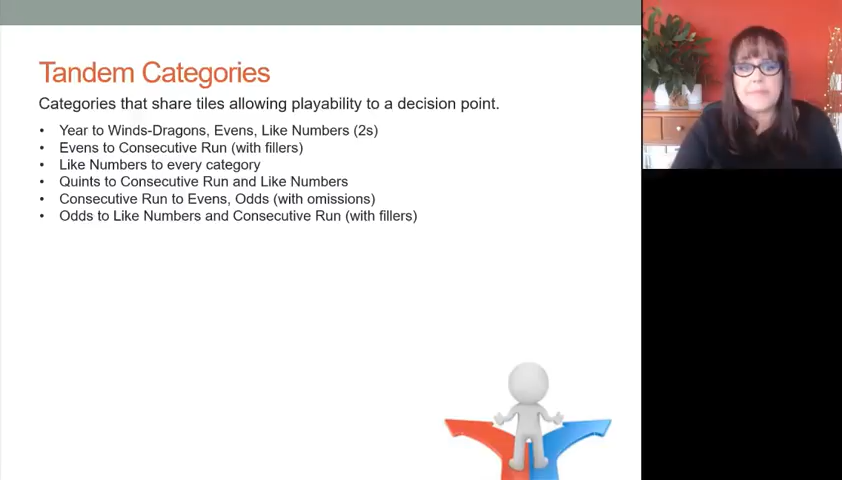 Tandem Categories
Categories that share tiles allowing playability to a decision point.
• Year to Winds-Dragons, Evens, Like Numbers (2s)
• Evens to Consecutive Run (with fillers)
• Like Numbers to every category
• Quints to Consecutive Run and Like Numbers
• Consecutive Run to Evens, Odds (with omissions)
• Odds to Like Numbers and Consecutive Run (with fillers)